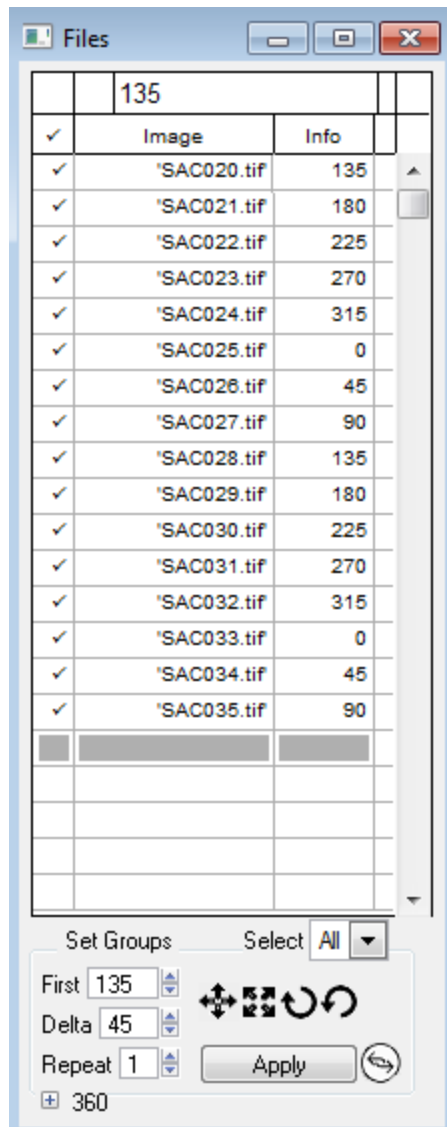 Files
135
✓ Image Info
✓ 'SAC020.tif' 135
✓ 'SAC021.tif' 180
✓ 'SAC022.tif' 225
✓ 'SAC023.tif' 270
✓ 'SAC024.tif' 315
✓ 'SAC025.tif' 0
✓ 'SAC026.tif' 45
✓ 'SAC027.tif' 90
✓ 'SAC028.tif' 135
✓ 'SAC029.tif' 180
✓ 'SAC030.tif' 225
✓ 'SAC031.tif' 270
✓ 'SAC032.tif' 315
✓ 'SAC033.tif' 0
✓ 'SAC034.tif' 45
✓ 'SAC035.tif' 90
Set Groups Select All
First 135
Delta 45
Repeat 1 Apply
360